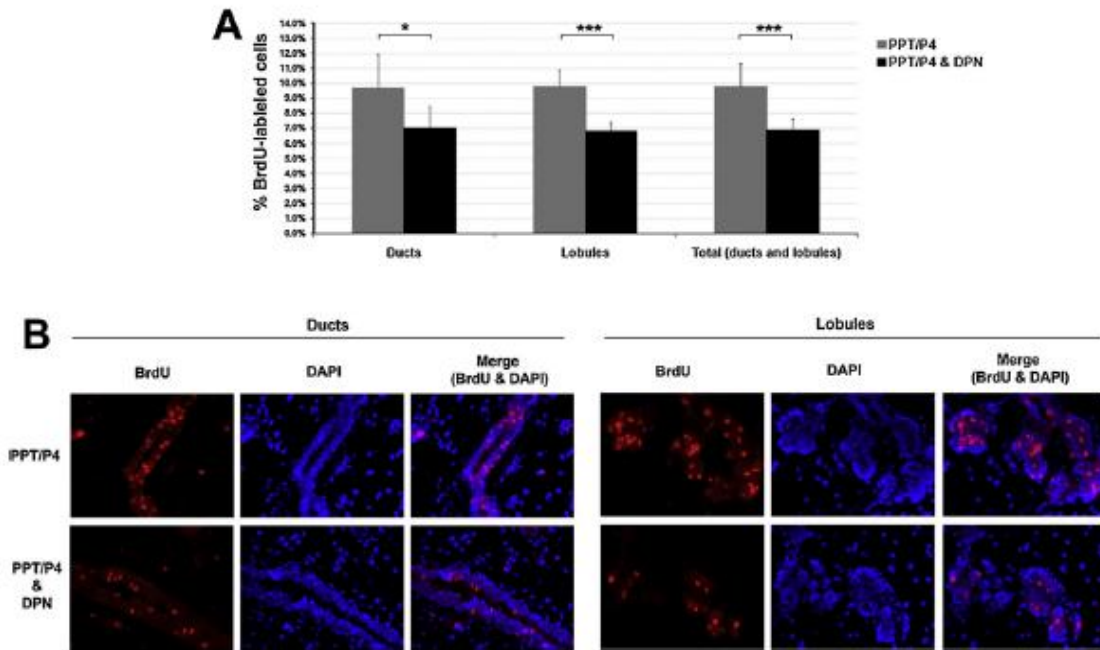 A
% BrdU-lableled cells
14.0%
13.0%
12.0%
11.0%
10.0%
9.0%
8.0%
7.0%
6.0%
5.0%
4.0%
3.0%
2.0%
1.0%
0.0%
*
***
***
PPT/P4
PPT/P4 & DPN
Ducts
Lobules
Total (ducts and lobules)
B
Ducts
Lobules
BrdU
DAPI
Merge
(BrdU & DAPI)
BrdU
DAPI
Merge
(BrdU & DAPI)
IPPT/P4
PPT/P4
&
DPN